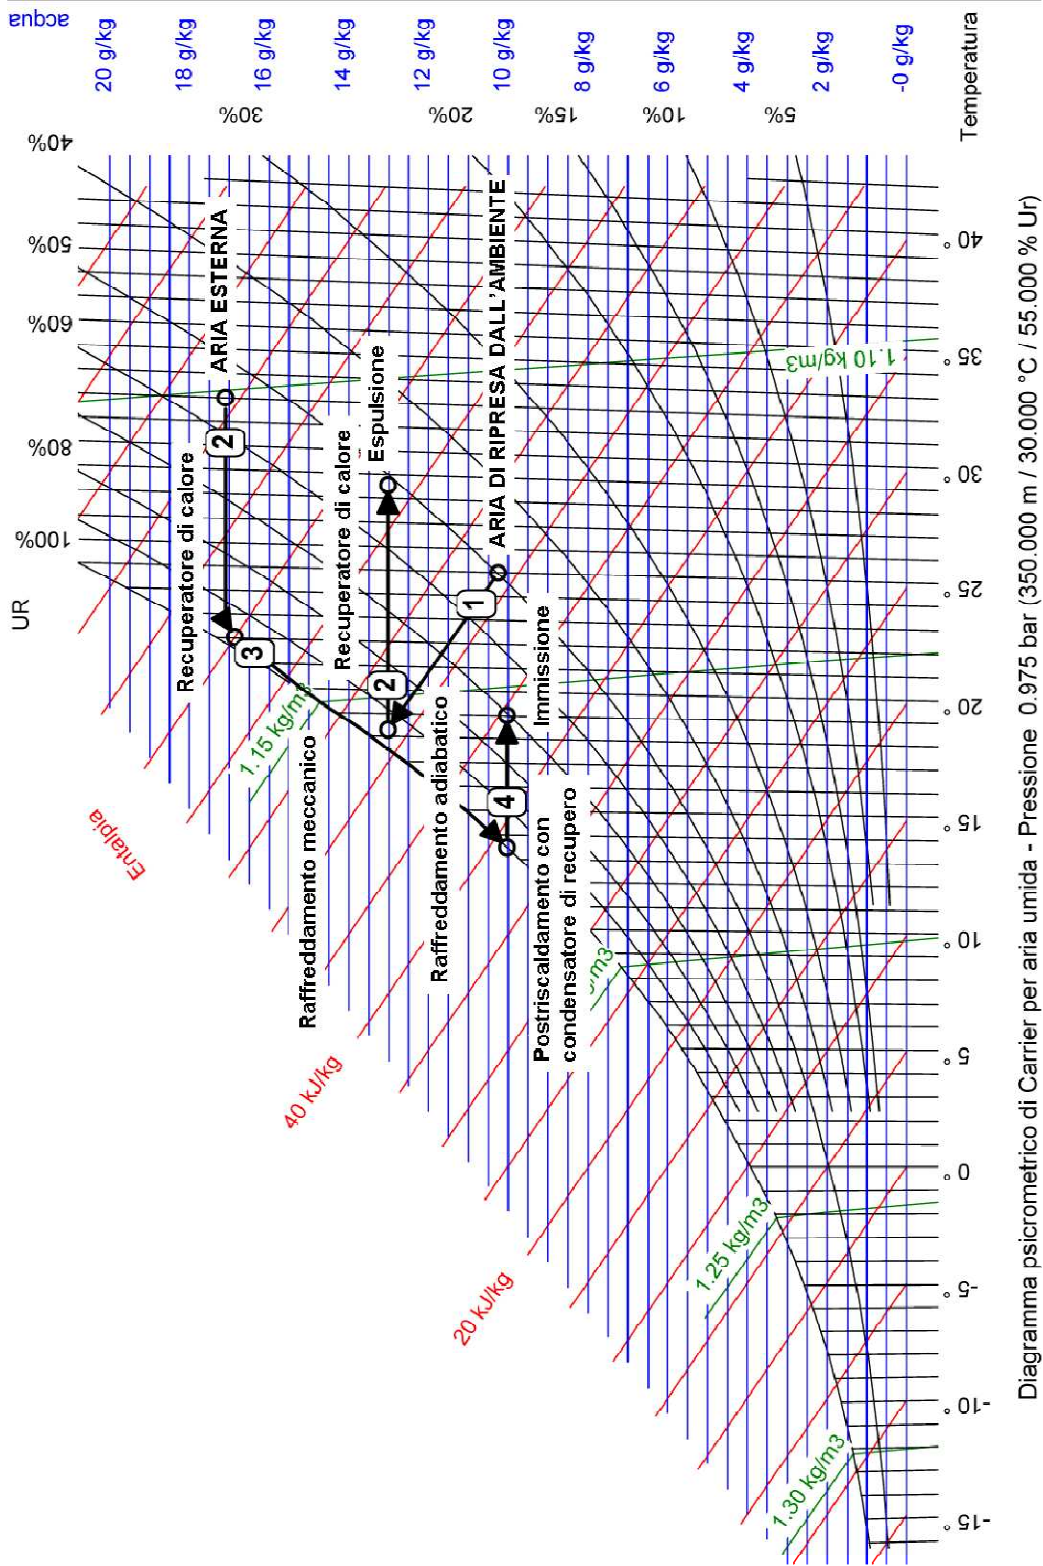 acqua
20 g/kg
18 g/kg
16 g/kg
14 g/kg
12 g/kg
10 g/kg
8 g/kg
6 g/kg
4 g/kg
2 g/kg
-0 g/kg
Temperatura
UR
40%
50%
60%
80%
100%
30%
20%
15%
10%
5%
ARIA ESTERNA
2
Recuperatore di calore
3
Recuperatore di calore
Espulsione
2
ARIA DI RIPRESA DALL'AMBIENTE
1
Immissione
Raffreddamento meccanico
Raffreddamento adiabatico
4
Postriscaldamento con
condensatore di recupero
Entalpia
40 kJ/kg
20 kJ/kg
1.10 kg/m3
1.15 kg/m3
/m3
1.25 kg/m3
1.30 kg/m3
40 °
35 °
30 °
25 °
20 °
15 °
10 °
5 °
0 °
-5 °
-10 °
-15 °
Diagramma psicrometrico di Carrier per aria umida - Pressione 0.975 bar (350.000 m / 30.000 °C / 55.000 % Ur)